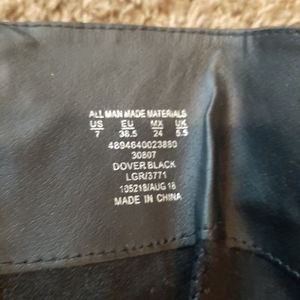 ALL MAN MADE MATERIALS
US EU MX UK
7 38.5 24 5.5
4894640023880
30807
DOVER BLACK
LGR/3771
105218/AUG 18
MADE IN CHINA